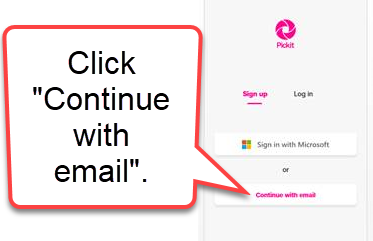 Click
"Continue
with
email".
Pickit
Sign up Log in
Sign in with Microsoft
or
Continue with email